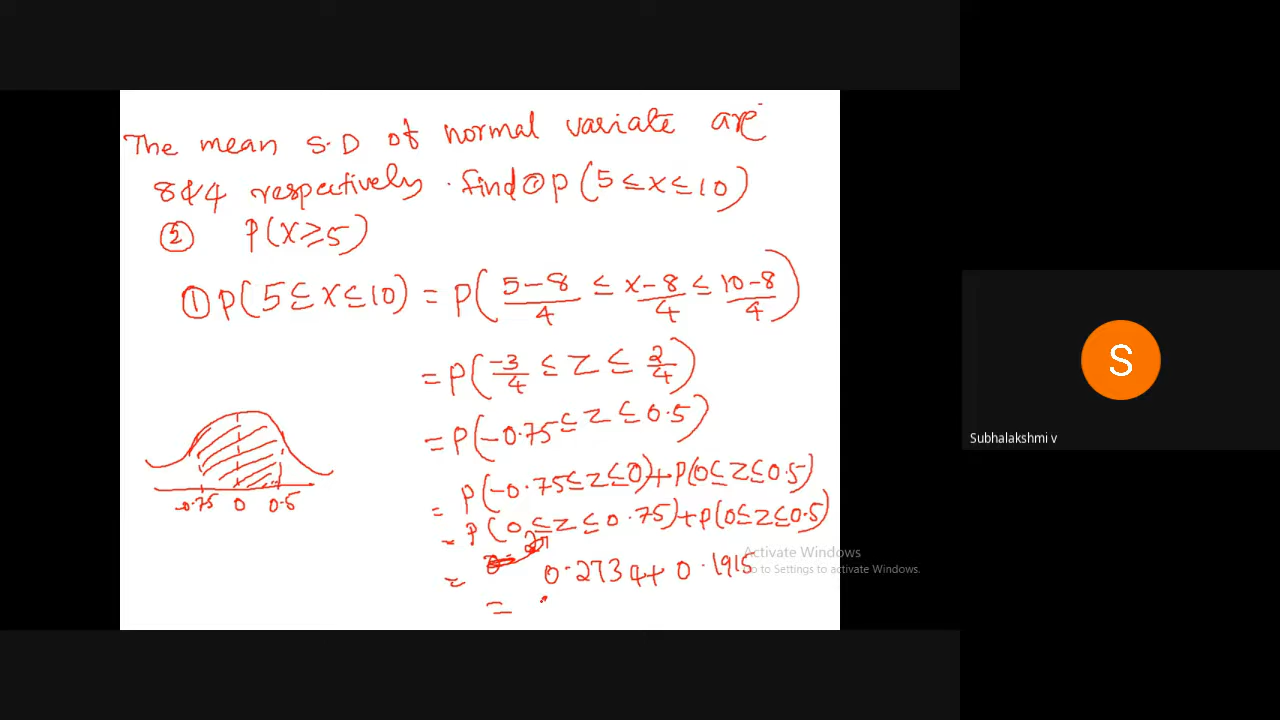 The mean S.D of normal variate are
8 & 4 respectively. find ① P(5 ≤ x ≤ 10)
② P(X ≥ 5)
① P(5 ≤ x ≤ 10) = P((5-8)/4 ≤ (x-8)/4 ≤ (10-8)/4)
= P(-3/4 ≤ Z ≤ 2/4)
= P(-0.75 ≤ Z ≤ 0.5)
= P(-0.75 ≤ Z ≤ 0) + P(0 ≤ Z ≤ 0.5)
= P(0 ≤ Z ≤ 0.75) + P(0 ≤ Z ≤ 0.5)
= 0.2734 + 0.1915
=
-0.75 0 0.5
Activate Windows
Go to Settings to activate Windows.
S
Subhalakshmi v